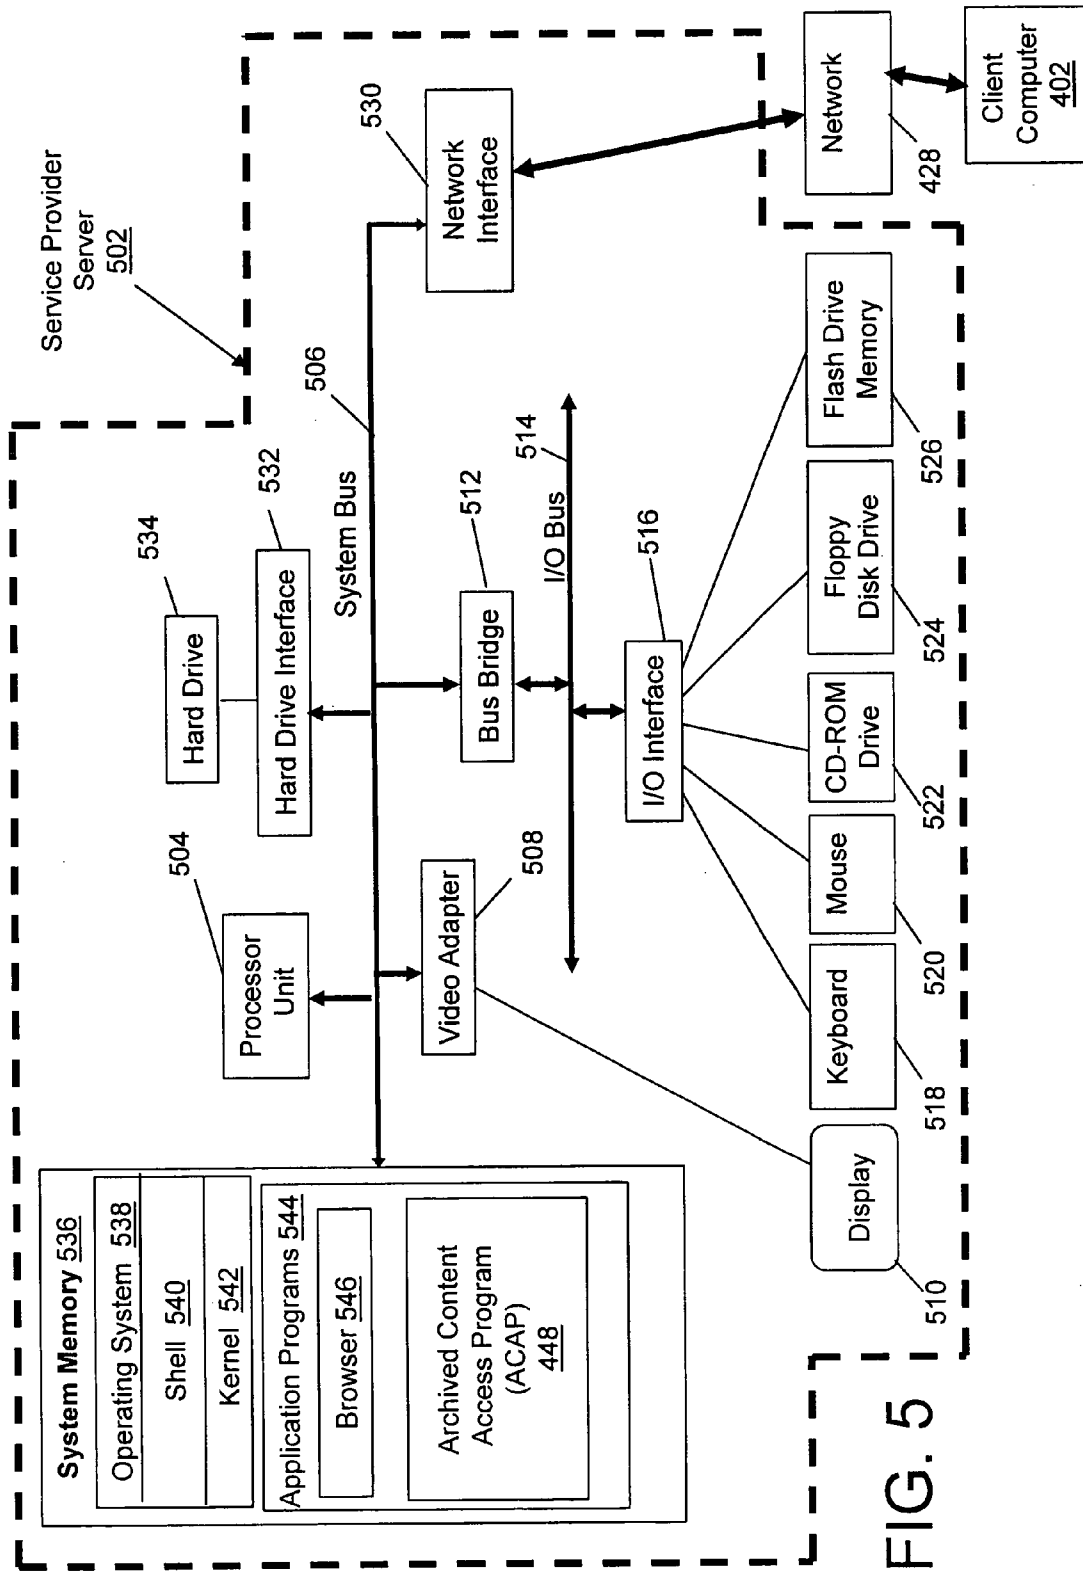 Service Provider
Server
502
System Memory 536
Operating System 538
Shell 540
Kernel 542
Application Programs 544
Browser 546
Archived Content
Access Program
(ACAP)
448
504
Processor
Unit
534
Hard Drive
532
Hard Drive Interface
System Bus
506
530
Network
Interface
Video Adapter
508
512
Bus Bridge
I/O Bus
514
516
I/O Interface
Display
510
Keyboard
518
Mouse
520
CD-ROM
Drive
522
Floppy
Disk Drive
524
Flash Drive
Memory
526
Network
428
Client
Computer
402
FIG. 5